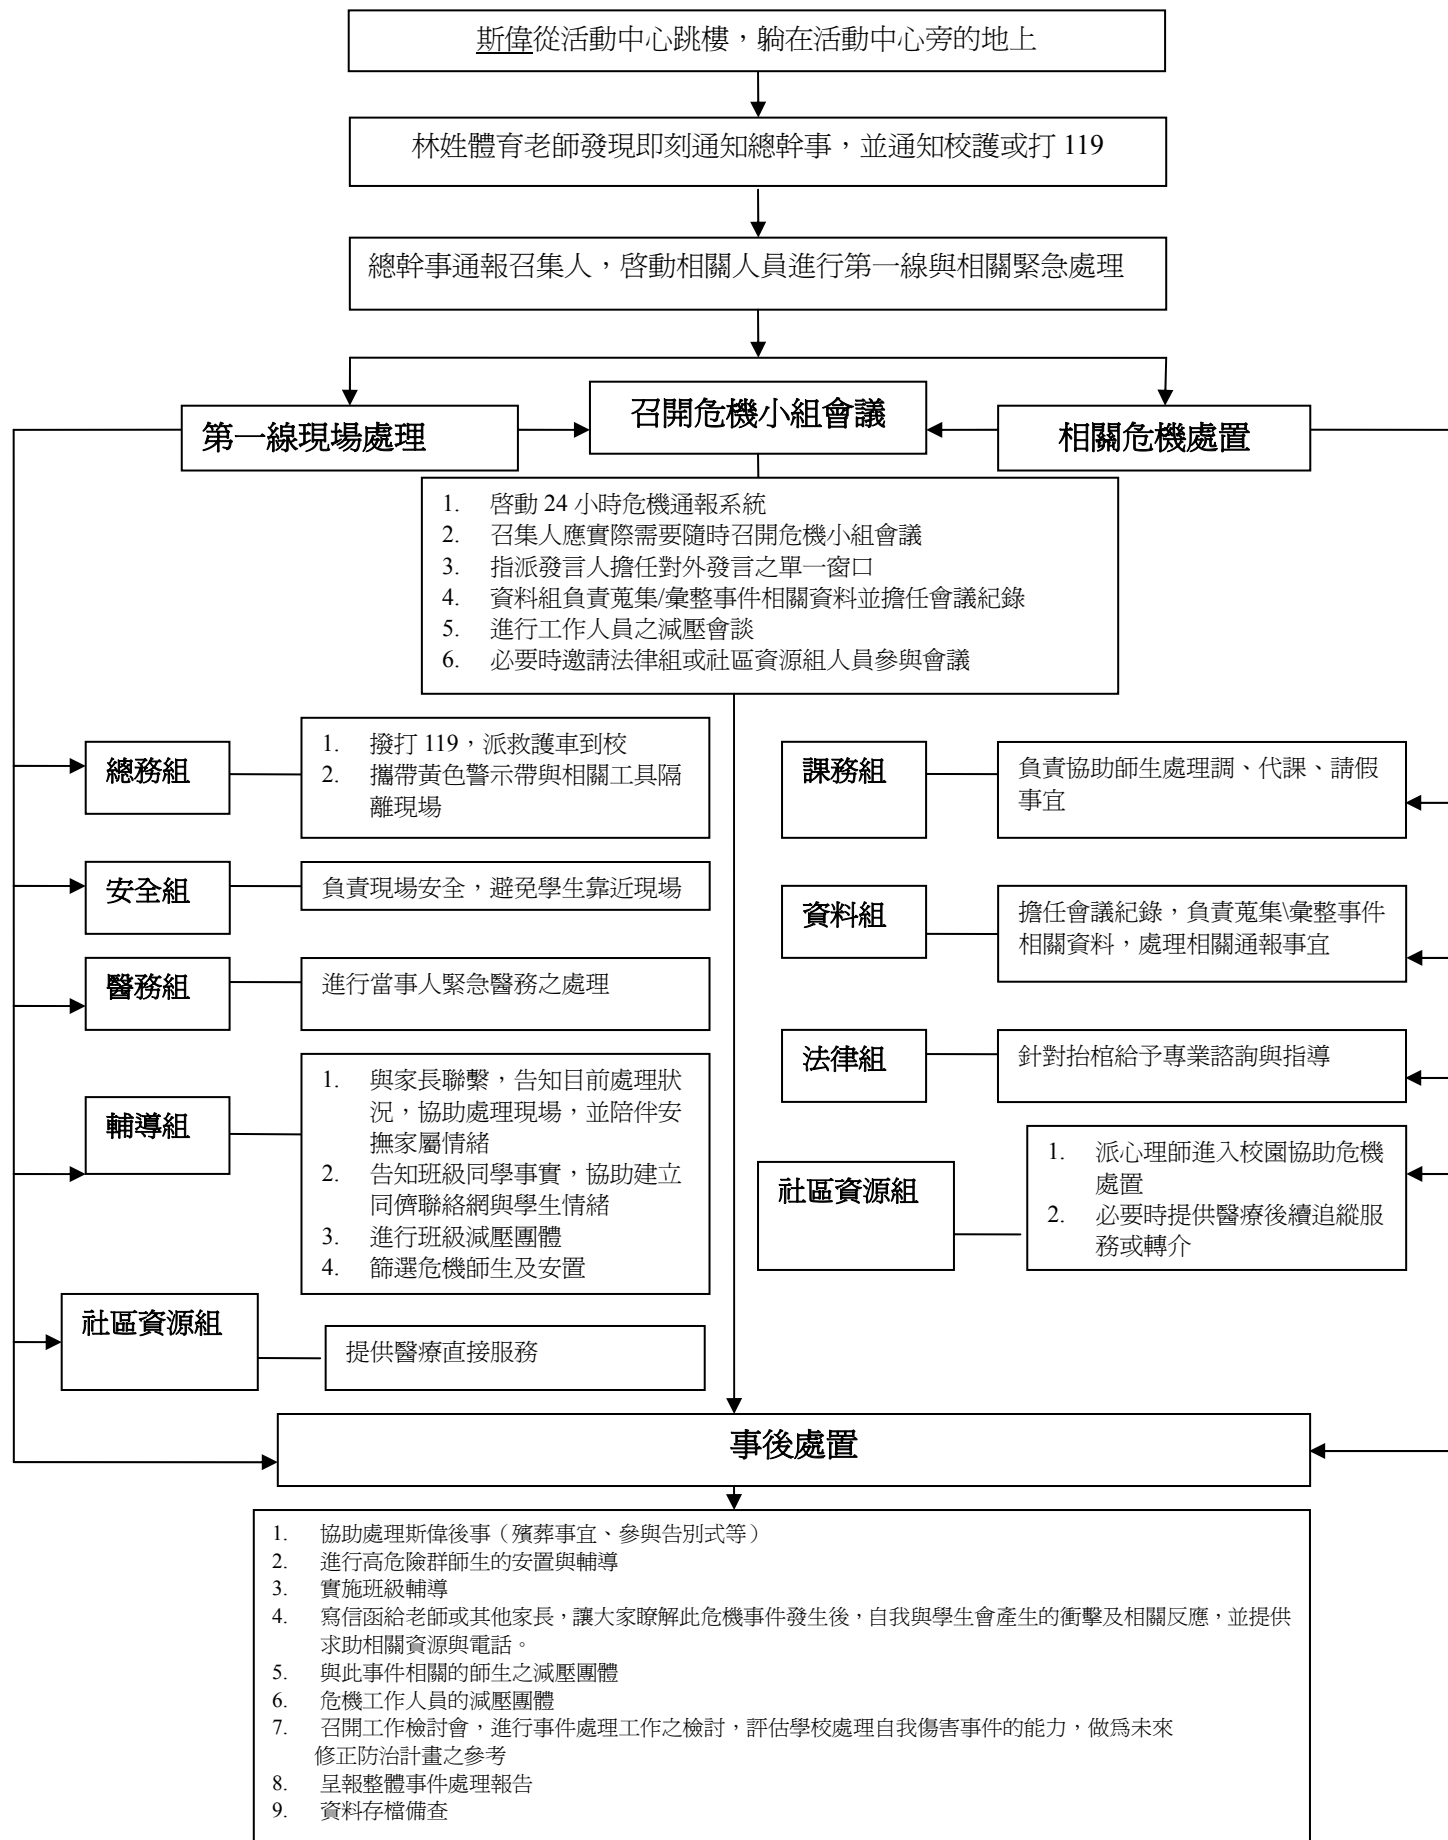 斯偉從活動中心跳樓，躺在活動中心旁的地上
林姓體育老師發現即刻通知總幹事，並通知校護或打 119
總幹事通報召集人，啓動相關人員進行第一線與相關緊急處理
第一線現場處理
召開危機小組會議
相關危機處置
1. 啓動 24 小時危機通報系統
2. 召集人應實際需要隨時召開危機小組會議
3. 指派發言人擔任對外發言之單一窗口
4. 資料組負責蒐集/彙整事件相關資料並擔任會議紀錄
5. 進行工作人員之減壓會談
6. 必要時邀請法律組或社區資源組人員參與會議
總務組
1. 撥打 119，派救護車到校
2. 攜帶黃色警示帶與相關工具隔
離現場
安全組
負責現場安全，避免學生靠近現場
醫務組
進行當事人緊急醫務之處理
輔導組
1. 與家長聯繫，告知目前處理狀
況，協助處理現場，並陪伴安
撫家屬情緒
2. 告知班級同學事實，協助建立
同儕聯絡網與學生情緒
3. 進行班級減壓團體
4. 篩選危機師生及安置
社區資源組
提供醫療直接服務
課務組
負責協助師生處理調、代課、請假
事宜
資料組
擔任會議紀錄，負責蒐集\彙整事件
相關資料，處理相關通報事宜
法律組
針對抬棺給予專業諮詢與指導
社區資源組
1. 派心理師進入校園協助危機
處置
2. 必要時提供醫療後續追縱服
務或轉介
事後處置
1. 協助處理斯偉後事（殯葬事宜、參與告別式等）
2. 進行高危險群師生的安置與輔導
3. 實施班級輔導
4. 寫信函給老師或其他家長，讓大家瞭解此危機事件發生後，自我與學生會產生的衝擊及相關反應，並提供
求助相關資源與電話。
5. 與此事件相關的師生之減壓團體
6. 危機工作人員的減壓團體
7. 召開工作檢討會，進行事件處理工作之檢討，評估學校處理自我傷害事件的能力，做爲未來
修正防治計畫之參考
8. 呈報整體事件處理報告
9. 資料存檔備查